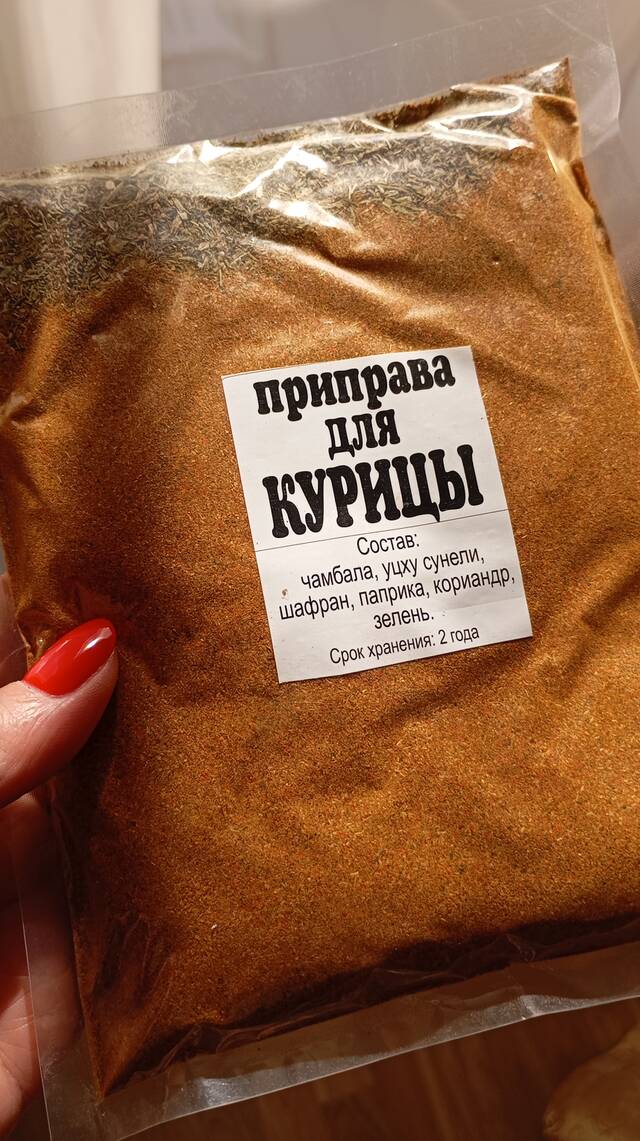 приправа
для
КУРИЦЫ
Состав:
чамбала, уцху сунели,
шафран, паприка, кориандр,
зелень.
Срок хранения: 2 года